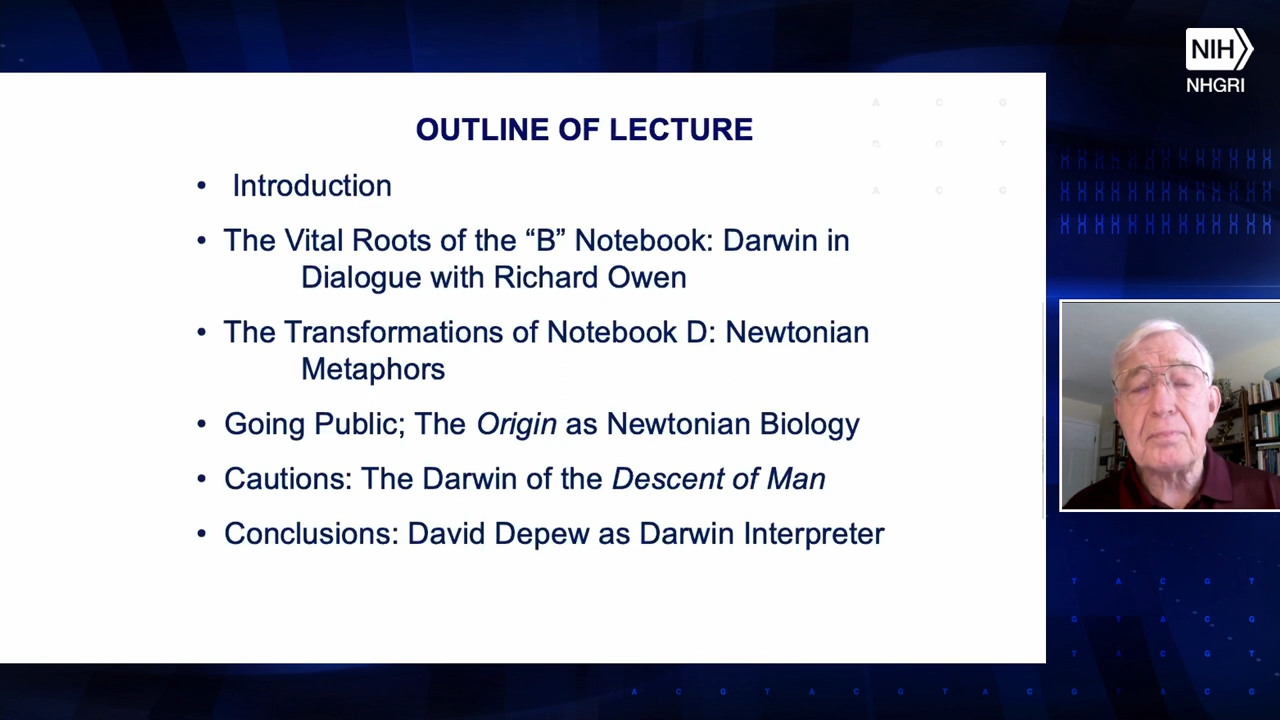 NIH
NHGRI
OUTLINE OF LECTURE
• Introduction
• The Vital Roots of the “B” Notebook: Darwin in
Dialogue with Richard Owen
• The Transformations of Notebook D: Newtonian
Metaphors
• Going Public; The Origin as Newtonian Biology
• Cautions: The Darwin of the Descent of Man
• Conclusions: David Depew as Darwin Interpreter
A C G
A C G
T A C G T
G T A C G
T A C G T
A C G T A C G T A C G T A C G